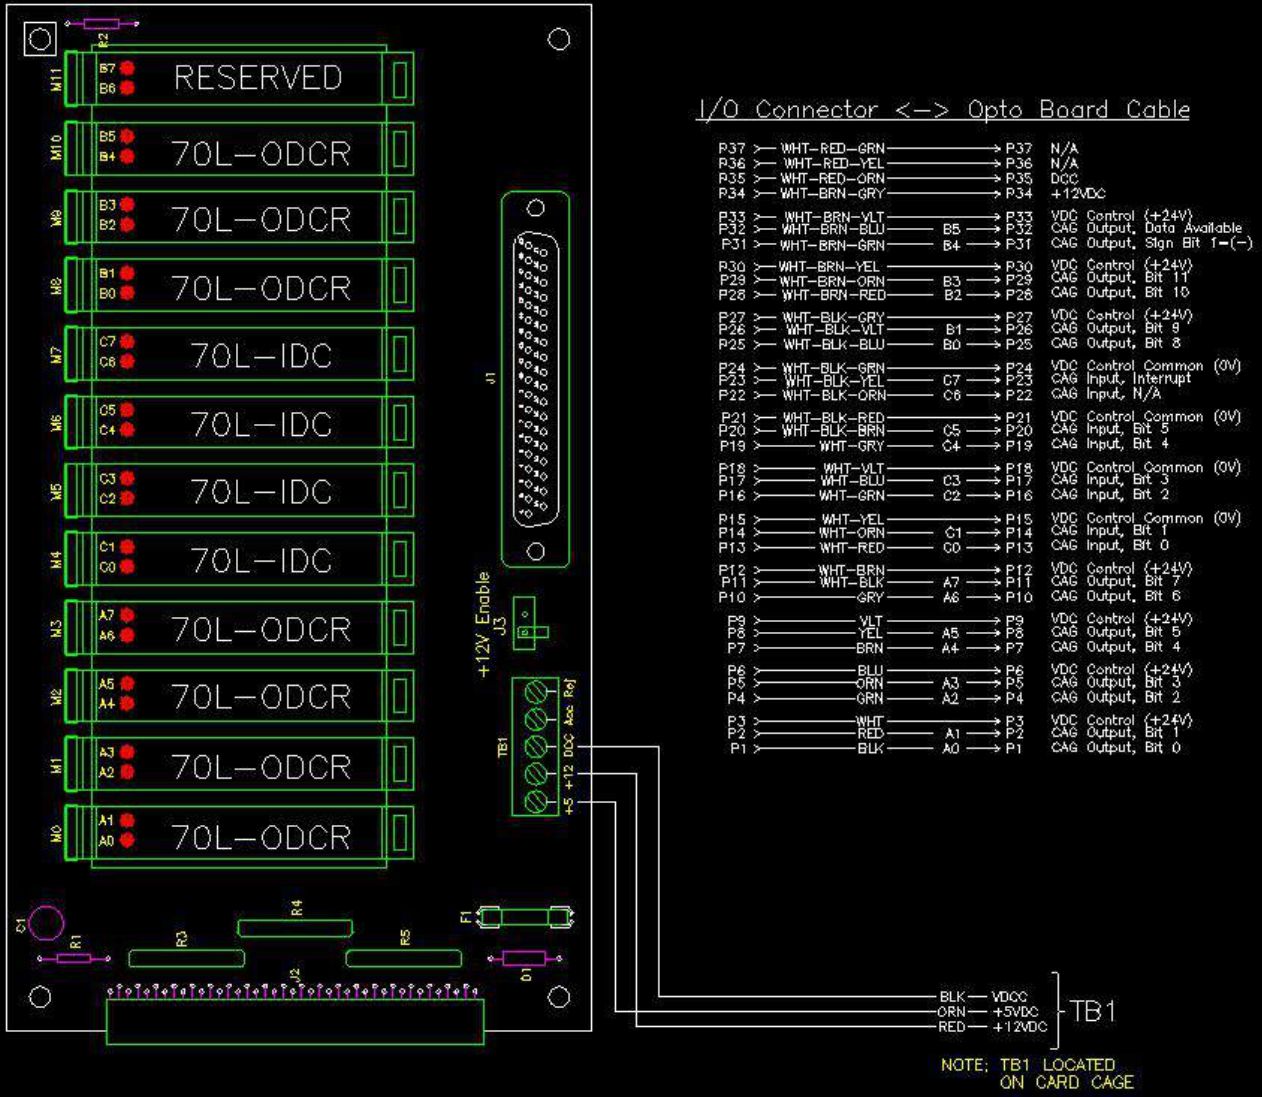 R2
M11 B7 B6 RESERVED
M10 B5 B4 70L-ODCR
M9 B3 B2 70L-ODCR
M8 B1 B0 70L-ODCR
M7 C7 C6 70L-IDC
M6 C5 C4 70L-IDC
M5 C3 C2 70L-IDC
M4 C1 C0 70L-IDC
M3 A7 A6 70L-ODCR
M2 A5 A4 70L-ODCR
M1 A3 A2 70L-ODCR
M0 A1 A0 70L-ODCR
J1
+12V Enable
J3
TB1
Rej
Acc
DCC
+12
+5
C1
R1
R3
R4
R5
J2
F1
D1
I/O Connector <-> Opto Board Cable
P37 WHT-RED-GRN P37 N/A
P36 WHT-RED-YEL P36 N/A
P35 WHT-RED-ORN P35 DCC
P34 WHT-BRN-GRY P34 +12VDC
P33 WHT-BRN-VLT P33 VDC Control (+24V)
P32 WHT-BRN-BLU B5 P32 CAG Output, Data Available
P31 WHT-BRN-GRN B4 P31 CAG Output, Sign Bit 1=(-)
P30 WHT-BRN-YEL P30 VDC Control (+24V)
P29 WHT-BRN-ORN B3 P29 CAG Output, Bit 11
P28 WHT-BRN-RED B2 P28 CAG Output, Bit 10
P27 WHT-BLK-GRY P27 VDC Control (+24V)
P26 WHT-BLK-VLT B1 P26 CAG Output, Bit 9
P25 WHT-BLK-BLU B0 P25 CAG Output, Bit 8
P24 WHT-BLK-GRN P24 VDC Control Common (0V)
P23 WHT-BLK-YEL C7 P23 CAG Input, Interrupt
P22 WHT-BLK-ORN C6 P22 CAG Input, N/A
P21 WHT-BLK-RED P21 VDC Control Common (0V)
P20 WHT-BLK-BRN C5 P20 CAG Input, Bit 5
P19 WHT-GRY C4 P19 CAG Input, Bit 4
P18 WHT-VLT P18 VDC Control Common (0V)
P17 WHT-BLU C3 P17 CAG Input, Bit 3
P16 WHT-GRN C2 P16 CAG Input, Bit 2
P15 WHT-YEL P15 VDC Control Common (0V)
P14 WHT-ORN C1 P14 CAG Input, Bit 1
P13 WHT-RED C0 P13 CAG Input, Bit 0
P12 WHT-BRN P12 VDC Control (+24V)
P11 WHT-BLK A7 P11 CAG Output, Bit 7
P10 GRY A6 P10 CAG Output, Bit 6
P9 VLT P9 VDC Control (+24V)
P8 YEL A5 P8 CAG Output, Bit 5
P7 BRN A4 P7 CAG Output, Bit 4
P6 BLU P6 VDC Control (+24V)
P5 ORN A3 P5 CAG Output, Bit 3
P4 GRN A2 P4 CAG Output, Bit 2
P3 WHT P3 VDC Control (+24V)
P2 RED A1 P2 CAG Output, Bit 1
P1 BLK A0 P1 CAG Output, Bit 0
BLK VDCC
ORN +5VDC
RED +12VDC
TB1
NOTE: TB1 LOCATED
ON CARD CAGE